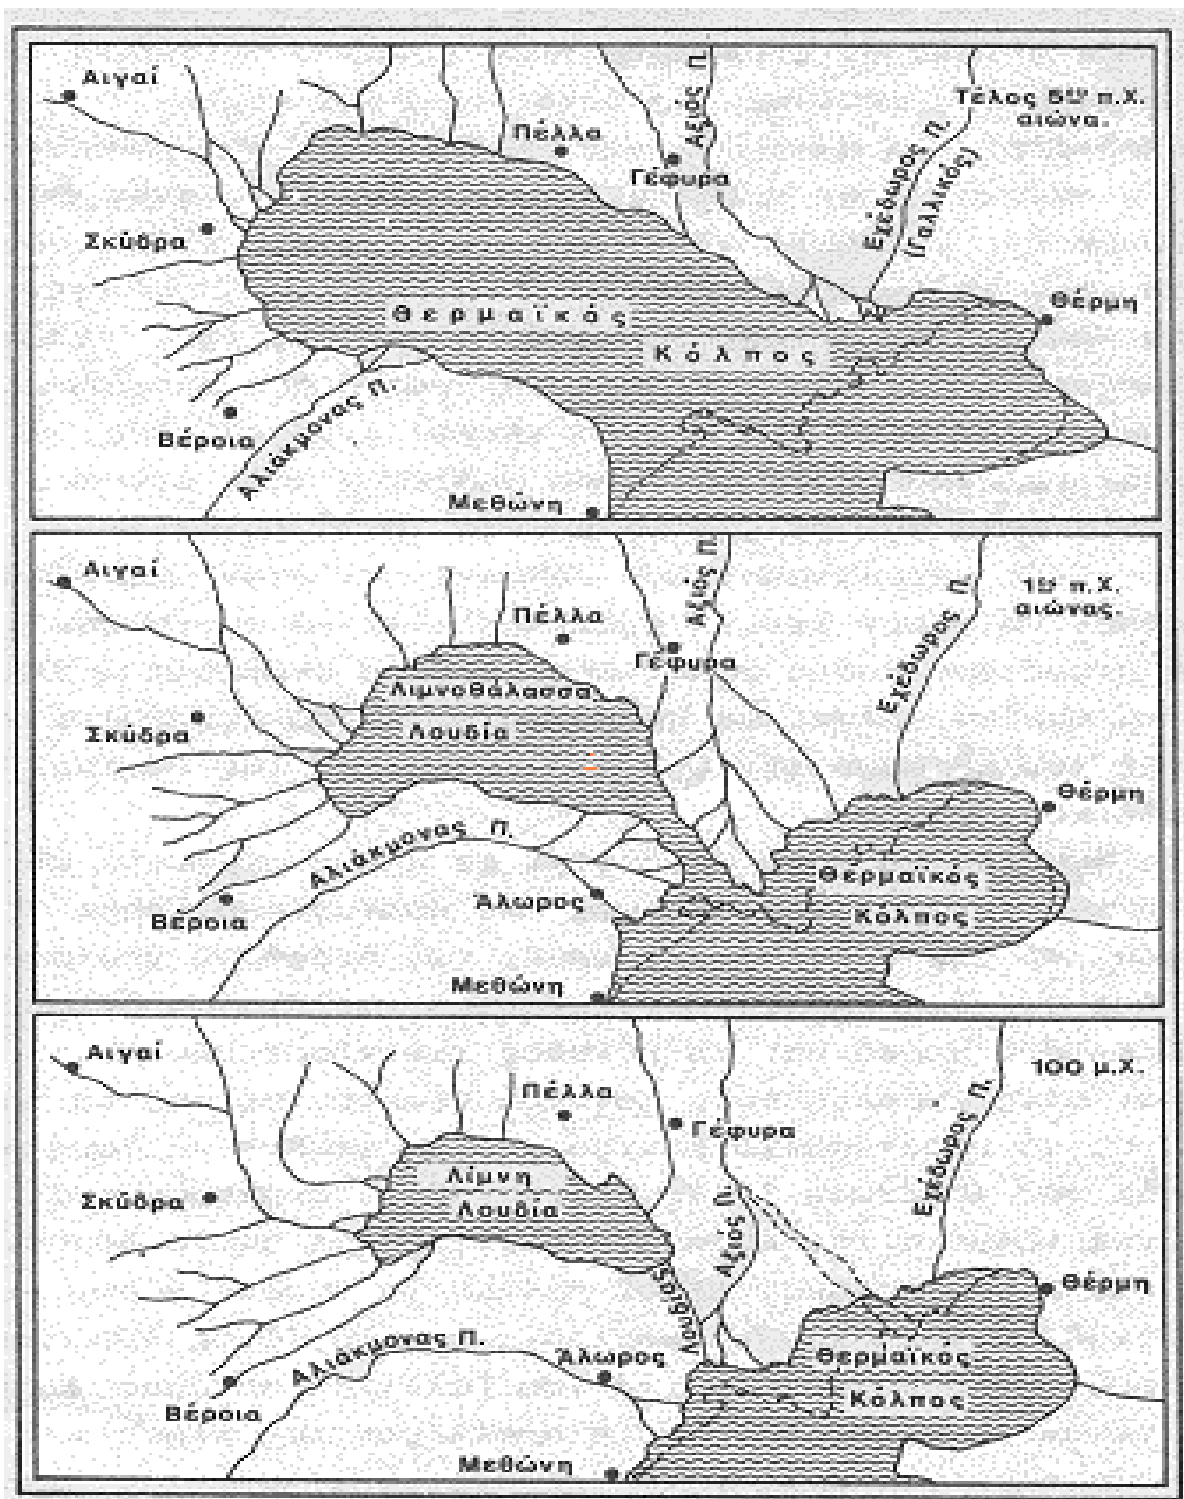 Αιγαί
Τέλος 5ου π.Χ.
αιώνα.
Αξιός Π.
Πέλλα
Γέφυρα
Εχέδωρος Π.
(Γαλλικός)
Σκύδρα
Θέρμη
Θερμαϊκός
Κόλπος
Βέροια
Αλιάκμονας Π.
Μεθώνη
Αιγαί
1ος π.Χ.
αιώνας.
Αξιός Π.
Πέλλα
Γέφυρα
Εχέδωρος Π.
Λιμνοθάλασσα
Λουδία
Σκύδρα
Θέρμη
Αλιάκμονας Π.
Θερμαϊκός
Κόλπος
Άλωρος
Βέροια
Μεθώνη
Αιγαί
100 μ.Χ.
Πέλλα
Γέφυρα
Εχέδωρος Π.
Λίμνη
Λουδία
Σκύδρα
Αξιός Π.
Θέρμη
Λουδίας
Αλιάκμονας Π.
Άλωρος
Θερμαϊκός
Κόλπος
Βέροια
Μεθώνη